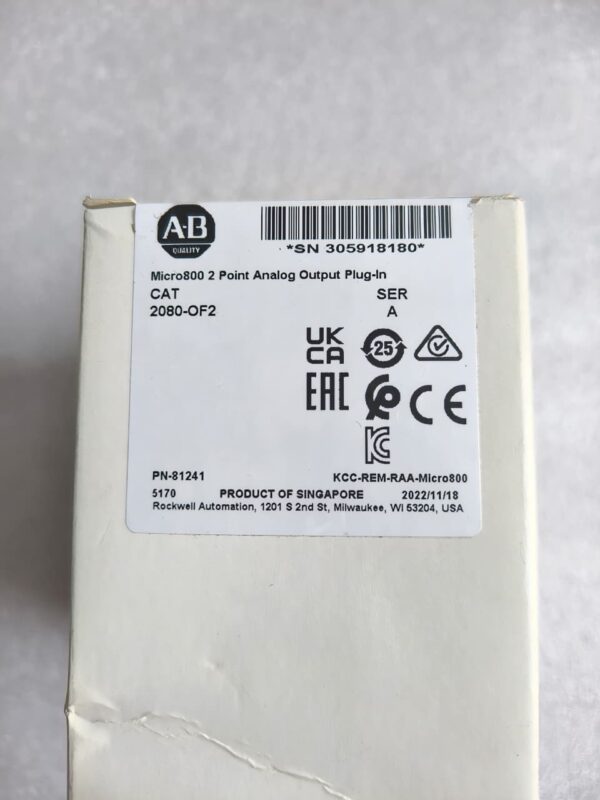 A·B
QUALITY
*SN 305918180*
Micro800 2 Point Analog Output Plug-In
CAT SER
2080-OF2 A
UK
CA
25
EAC
CE
KC
PN-81241 KCC-REM-RAA-Micro800
5170 PRODUCT OF SINGAPORE 2022/11/18
Rockwell Automation, 1201 S 2nd St, Milwaukee, WI 53204, USA